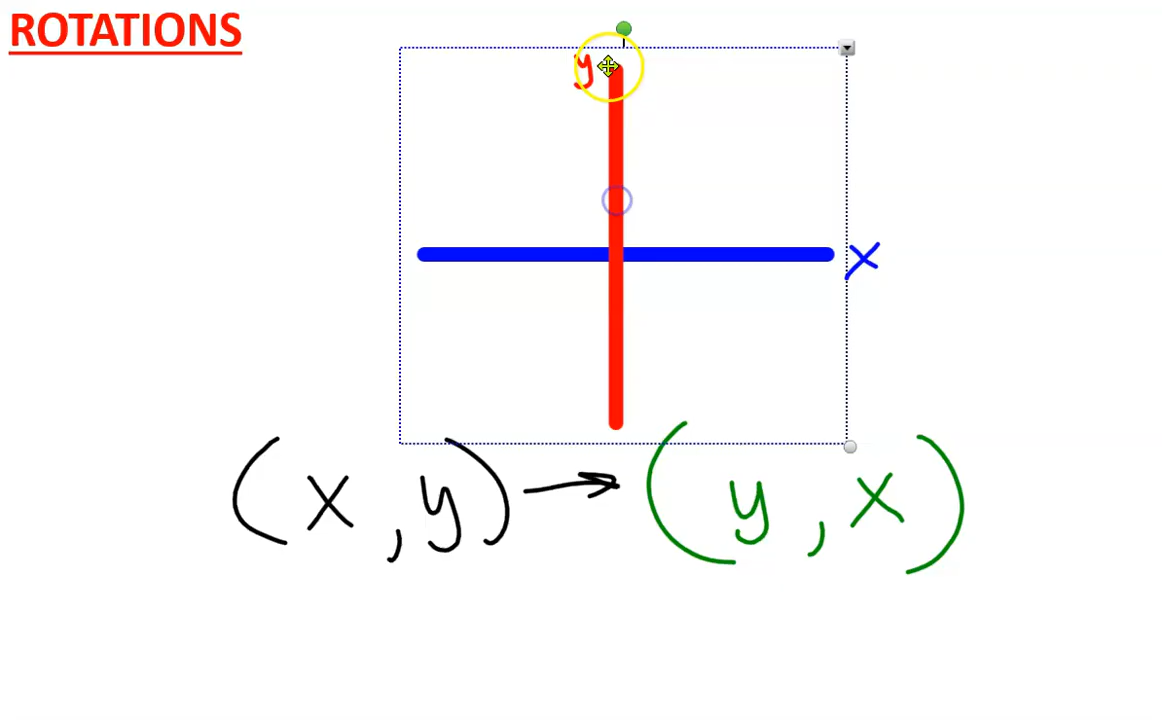 ROTATIONS
y
x
(x, y) → (y, x)